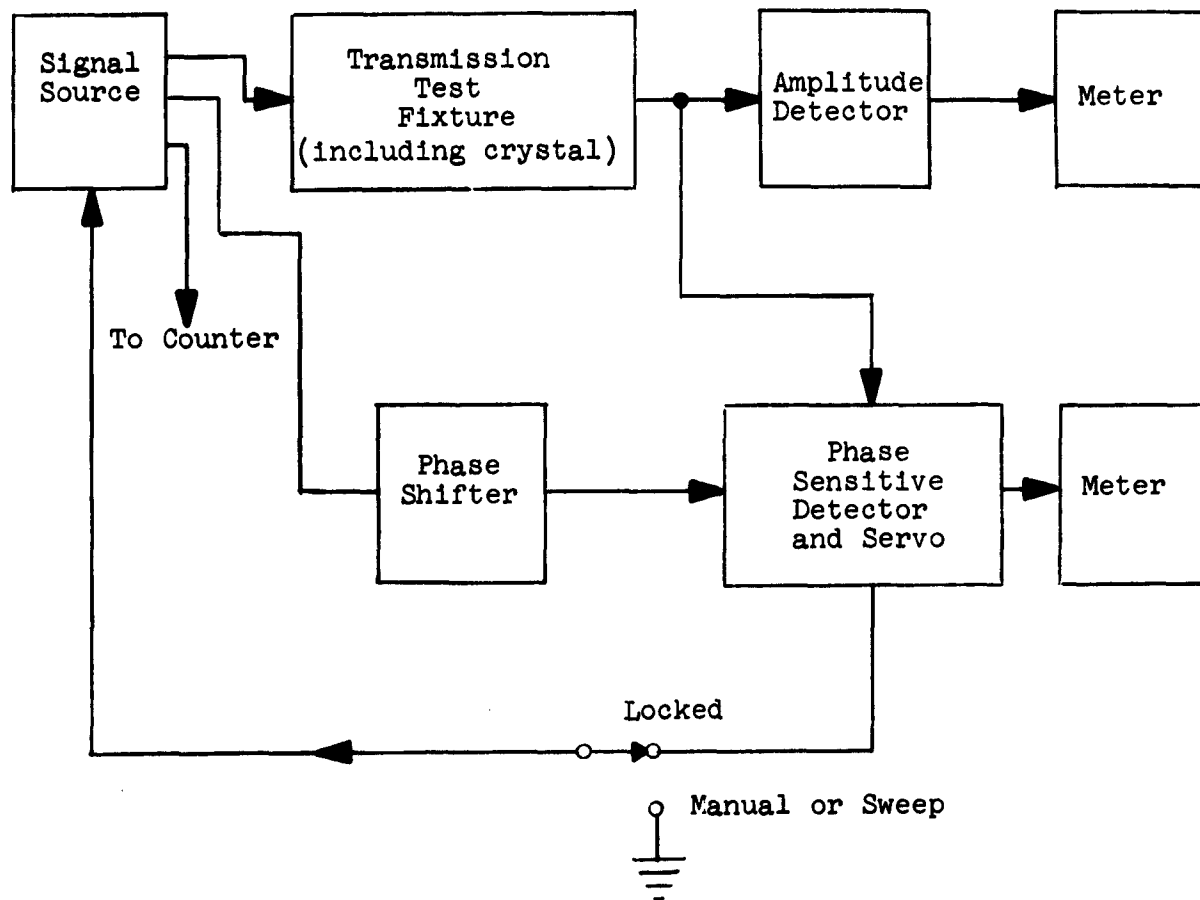 Signal
Source
Transmission
Test
Fixture
(including crystal)
Amplitude
Detector
Meter
To Counter
Phase
Shifter
Phase
Sensitive
Detector
and Servo
Meter
Locked
Manual or Sweep